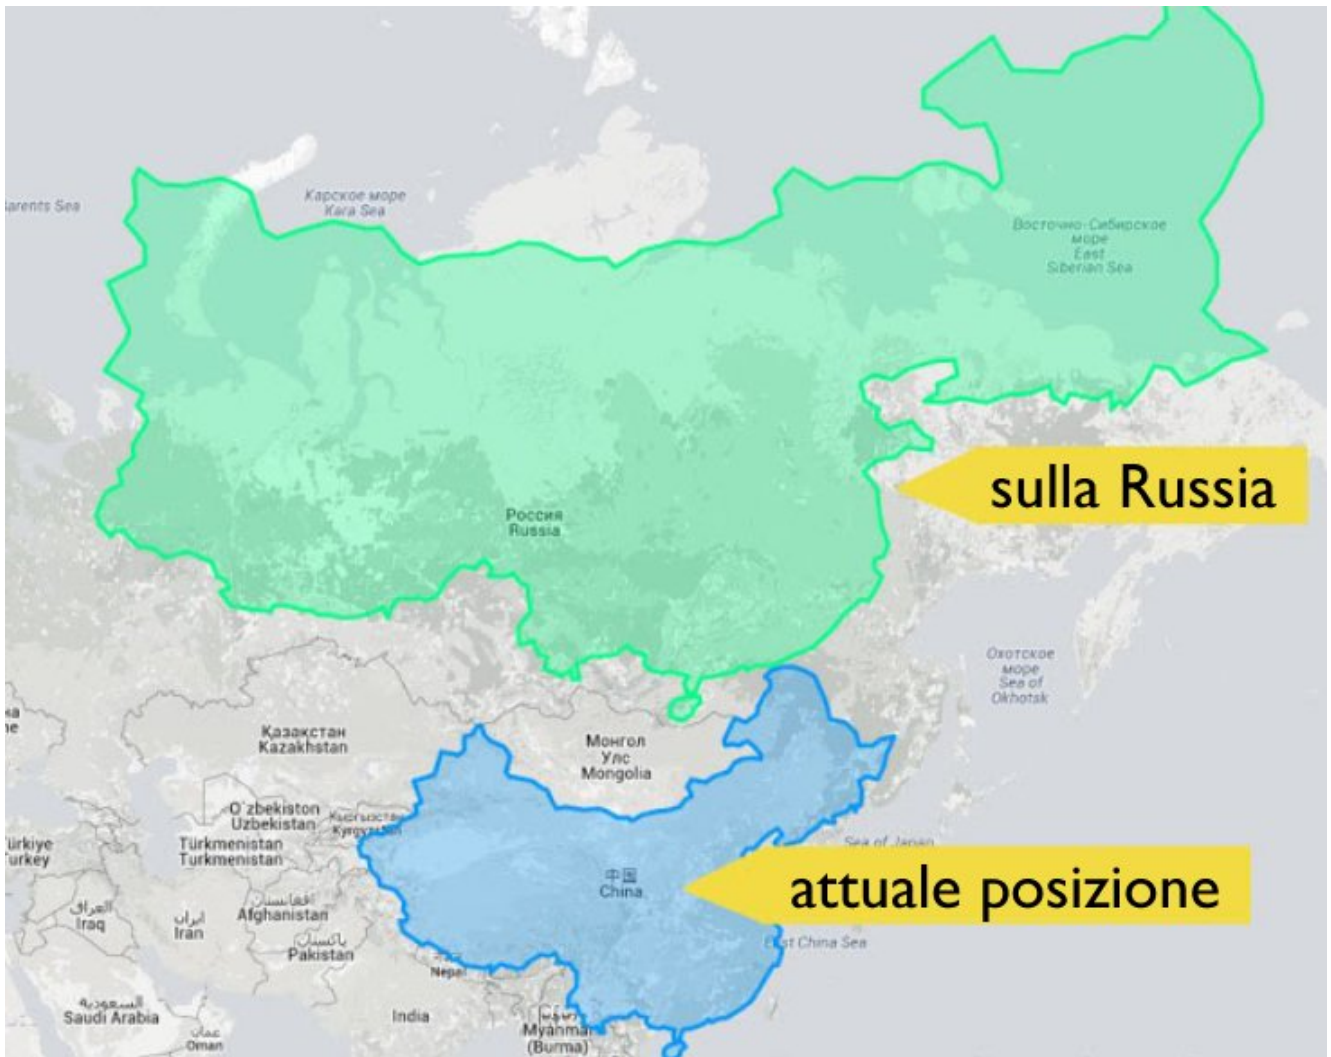 Barents Sea
Карское море
Kara Sea
Восточно-Сибирское
море
East
Siberian Sea
sulla Russia
Россия
Russia
Охотское
море
Sea of
Okhotsk
Қазақстан
Kazakhstan
Монгол
Улс
Mongolia
O`zbekiston
Uzbekistan
Кыргызстан
Kyrgyzstan
Türkiye
Turkey
Türkmenistan
Turkmenistan
Sea of Japan
中国
China
attuale posizione
العراق
Iraq
ایران
Iran
افغانستان
Afghanistan
پاکستان
Pakistan
East China Sea
Nepal
السعودية
Saudi Arabia
عمان
Oman
India
Myanmar
(Burma)